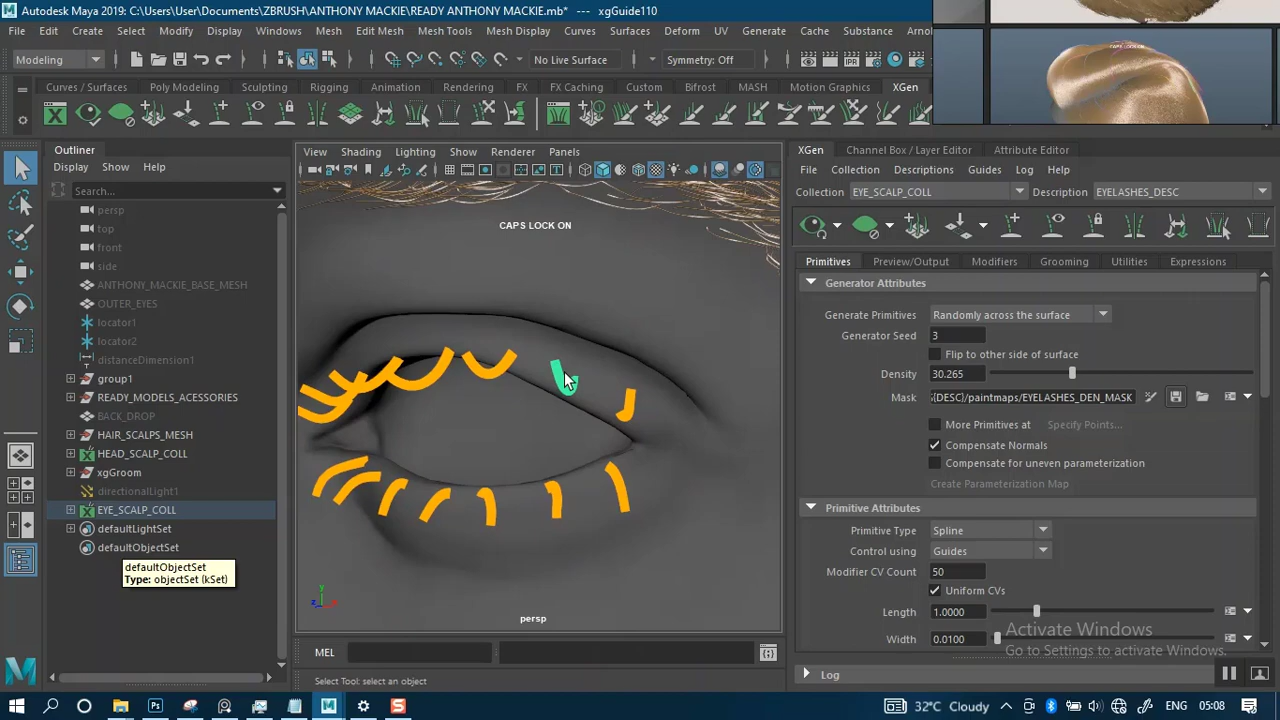 Autodesk Maya 2019: C:\Users\User\Documents\ZBRUSH\ANTHONY MACKIE\READY ANTHONY MACKIE.mb* --- xgGuide110
CAPS LOCK ON
File Edit Create Select Modify Display Windows Mesh Edit Mesh Mesh Tools Mesh Display Curves Surfaces Deform UV Generate Cache Substance Arnol
Modeling No Live Surface Symmetry: Off
Curves / Surfaces Poly Modeling Sculpting Rigging Animation Rendering FX FX Caching Custom Bifrost MASH Motion Graphics XGen
Outliner
Display Show Help
Search...
persp
top
front
side
ANTHONY_MACKIE_BASE_MESH
OUTER_EYES
locator1
locator2
distanceDimension1
group1
READY_MODELS_ACESSORIES
BACK_DROP
HAIR_SCALPS_MESH
HEAD_SCALP_COLL
xgGroom
directionalLight1
EYE_SCALP_COLL
defaultLightSet
defaultObjectSet
defaultObjectSet
Type: objectSet (kSet)
View Shading Lighting Show Renderer Panels
CAPS LOCK ON
persp
XGen Channel Box / Layer Editor Attribute Editor
File Collection Descriptions Guides Log Help
Collection EYE_SCALP_COLL Description EYELASHES_DESC
Primitives Preview/Output Modifiers Grooming Utilities Expressions
Generator Attributes
Generate Primitives Randomly across the surface
Generator Seed 3
Flip to other side of surface
Density 30.265
Mask {DESC}/paintmaps/EYELASHES_DEN_MASK
More Primitives at Specify Points...
Compensate Normals
Compensate for uneven parameterization
Create Parameterization Map
Primitive Attributes
Primitive Type Spline
Control using Guides
Modifier CV Count 50
Uniform CVs
Length 1.0000
Width 0.0100
Activate Windows
Go to Settings to activate Windows.
Log
MEL
Select Tool: select an object
32°C Cloudy ENG 05:08